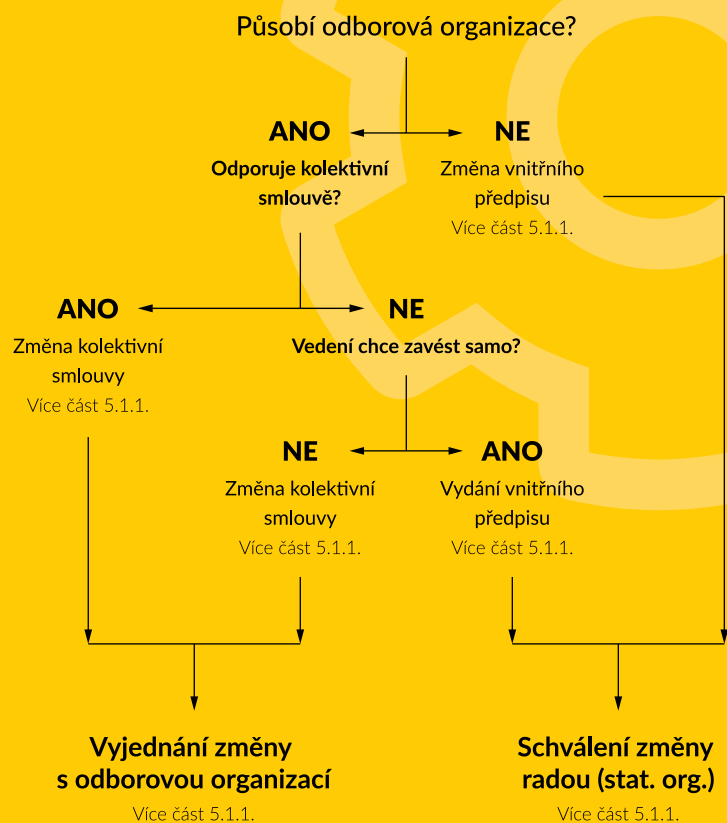 Působí odborová organizace?
ANO
NE
Odporuje kolektivní
smlouvě?
Změna vnitřního
předpisu
Více část 5.1.1.
ANO
NE
Změna kolektivní
smlouvy
Více část 5.1.1.
Vedení chce zavést samo?
NE
ANO
Změna kolektivní
smlouvy
Více část 5.1.1.
Vydání vnitřního
předpisu
Více část 5.1.1.
Vyjednání změny
s odborovou organizací
Více část 5.1.1.
Schválení změny
radou (stat. org.)
Více část 5.1.1.